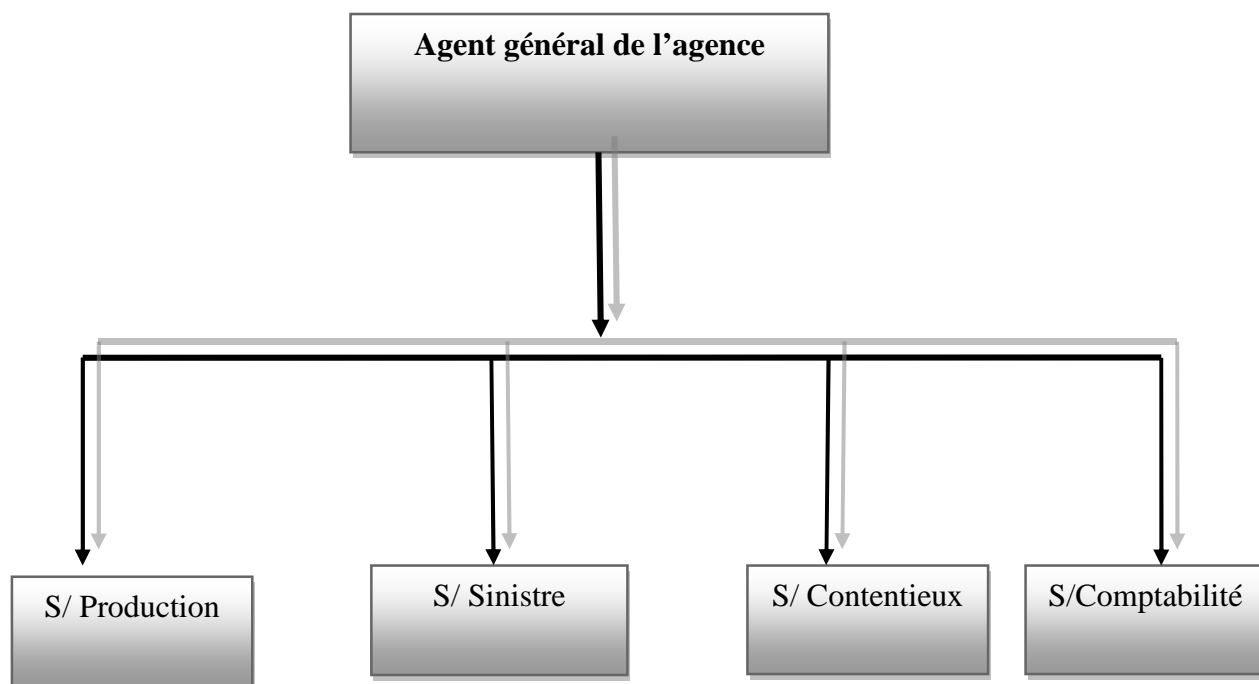 Agent général de l’agence
S/ Production
S/ Sinistre
S/ Contentieux
S/Comptabilité